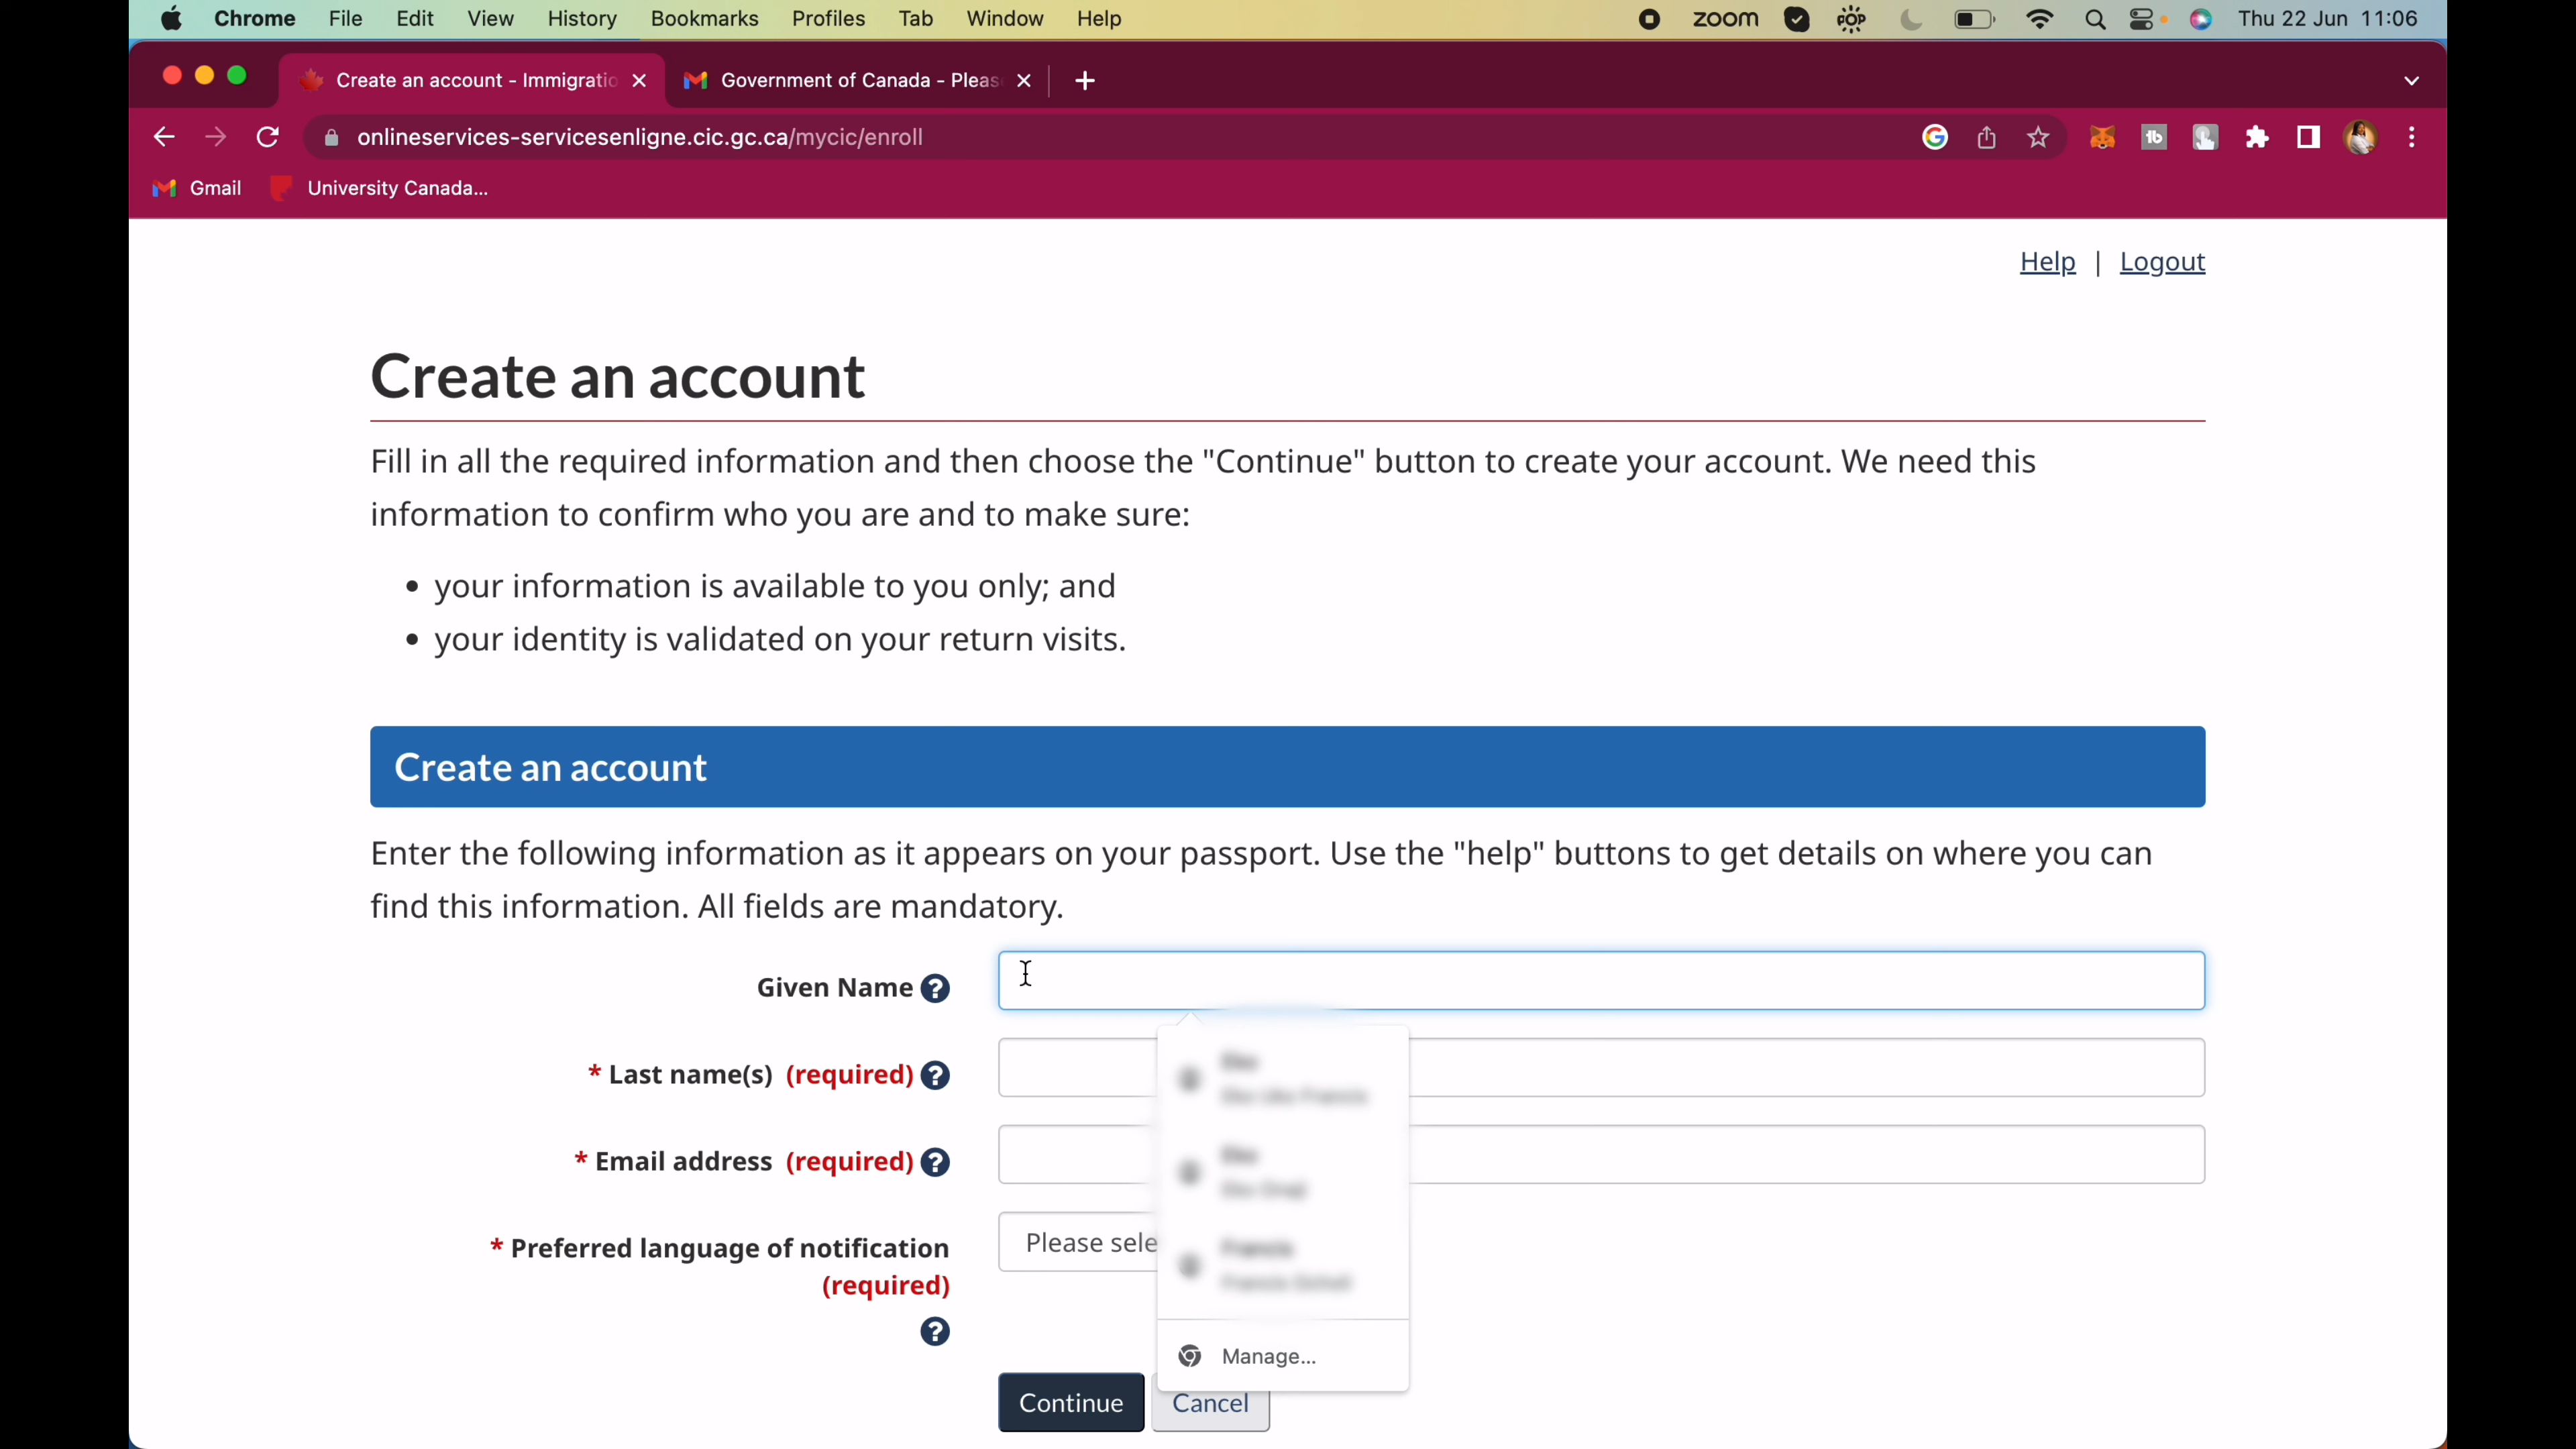 Chrome File Edit View History Bookmarks Profiles Tab Window Help zoom POP Thu 22 Jun 11:06
Create an account - Immigratio Government of Canada - Pleas
onlineservices-servicesenligne.cic.gc.ca/mycic/enroll
Gmail University Canada...
Help | Logout
Create an account
Fill in all the required information and then choose the "Continue" button to create your account. We need this
information to confirm who you are and to make sure:
• your information is available to you only; and
• your identity is validated on your return visits.
Create an account
Enter the following information as it appears on your passport. Use the "help" buttons to get details on where you can
find this information. All fields are mandatory.
Given Name ?
* Last name(s) (required) ?
* Email address (required) ?
* Preferred language of notification Please sele
(required)
?
Manage...
Continue Cancel